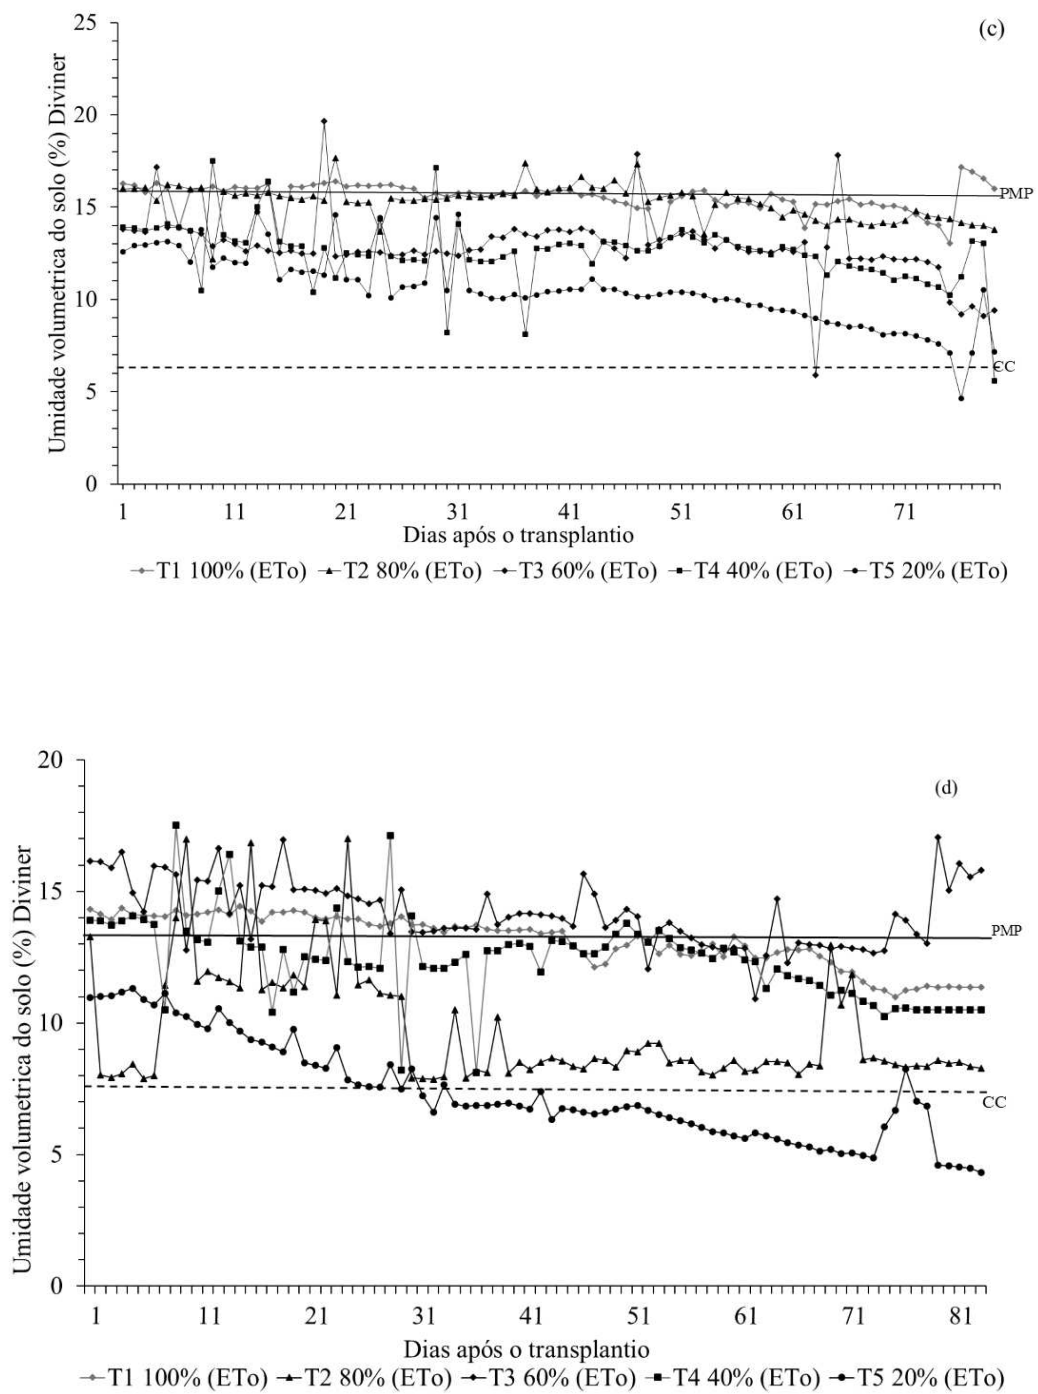 25
(c)
20
15
10
5
0
Umidade volumetrica do solo (%) Diviner
PMP
CC
1 11 21 31 41 51 61 71
Dias após o transplantio
T1 100% (ETo) T2 80% (ETo) T3 60% (ETo) T4 40% (ETo) T5 20% (ETo)
20
(d)
15
10
5
0
Umidade volumetrica do solo (%) Diviner
PMP
CC
1 11 21 31 41 51 61 71 81
Dias após o transplantio
T1 100% (ETo) T2 80% (ETo) T3 60% (ETo) T4 40% (ETo) T5 20% (ETo)